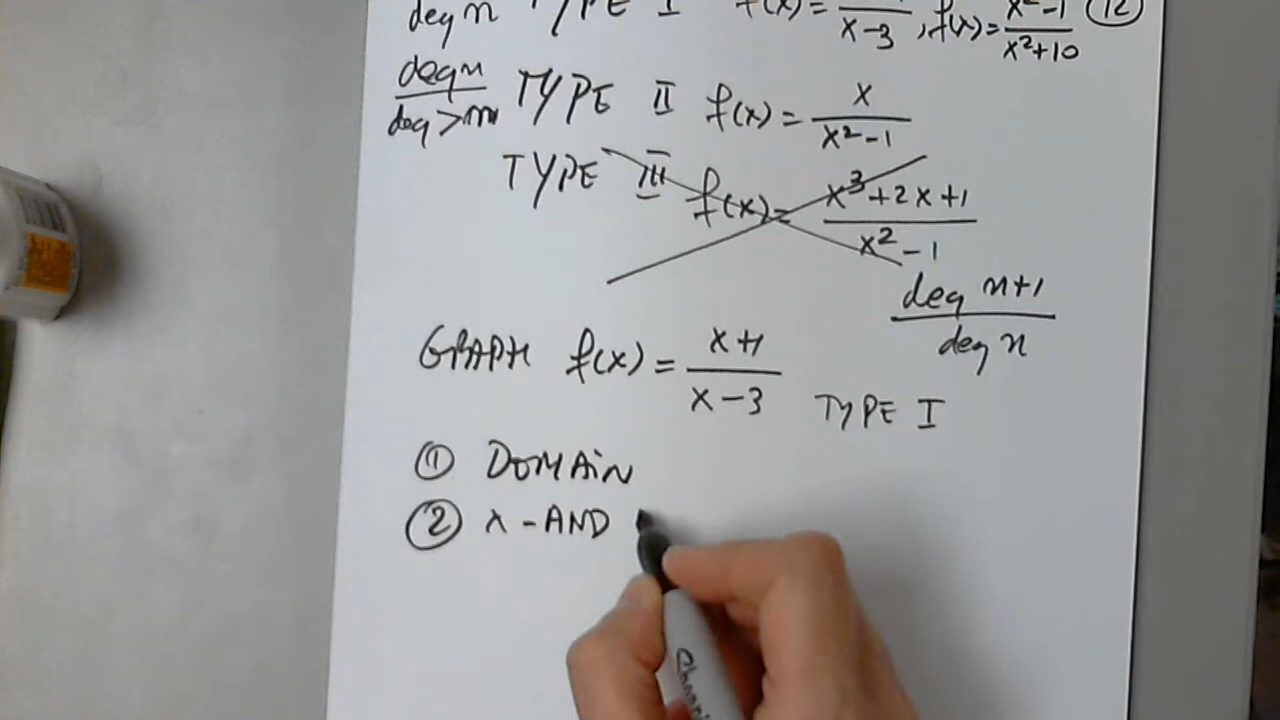 deg n TYPE I f(x)= x-3 , f(x)= x²-1 / x²+10 (12)
deg n / deg > n TYPE II f(x) = x / x²-1
TYPE III f(x)= x³+2x+1 / x²-1
deg n+1 / deg n
GRAPH f(x) = x+1 / x-3 TYPE I
① DOMAIN
② X-AND